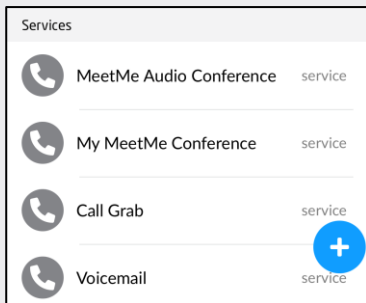 Services
MeetMe Audio Conference service
My MeetMe Conference service
Call Grab service
Voicemail service